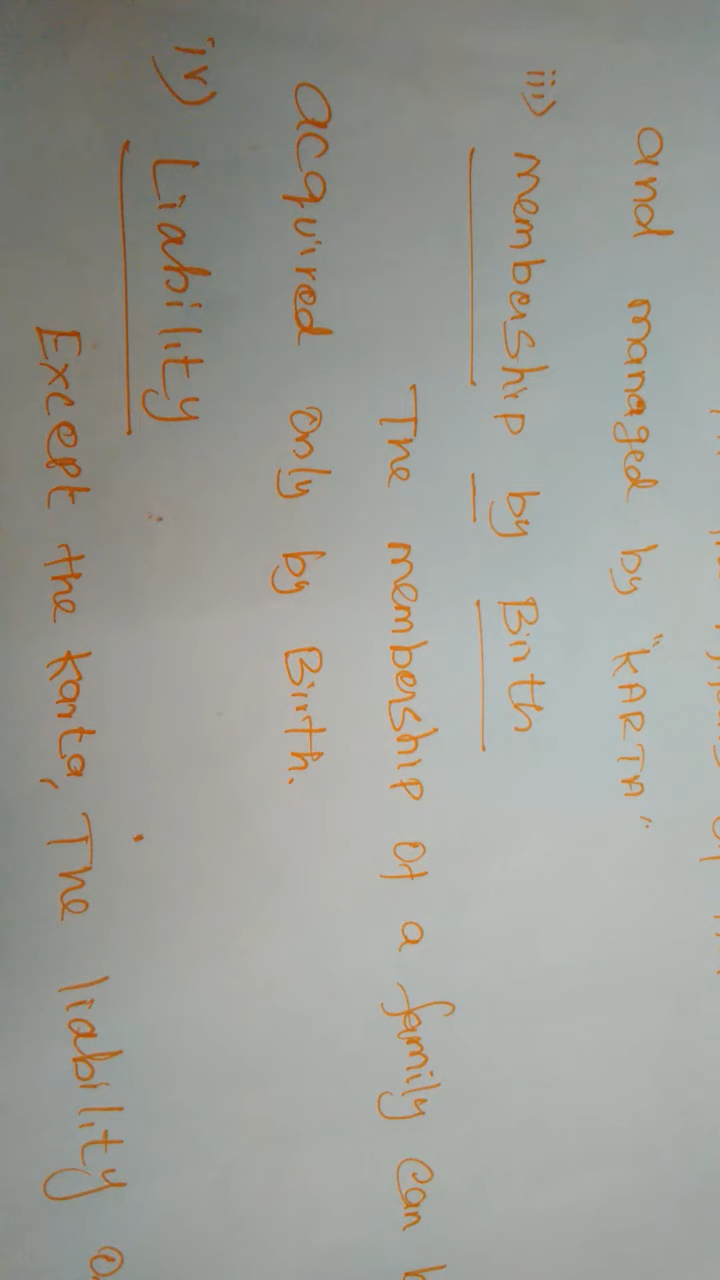 and managed by "KARTA"
iii) membership by Birth
The membership of a family can
acquired only by Birth.
iv) Liability
Except the Karta, The liability